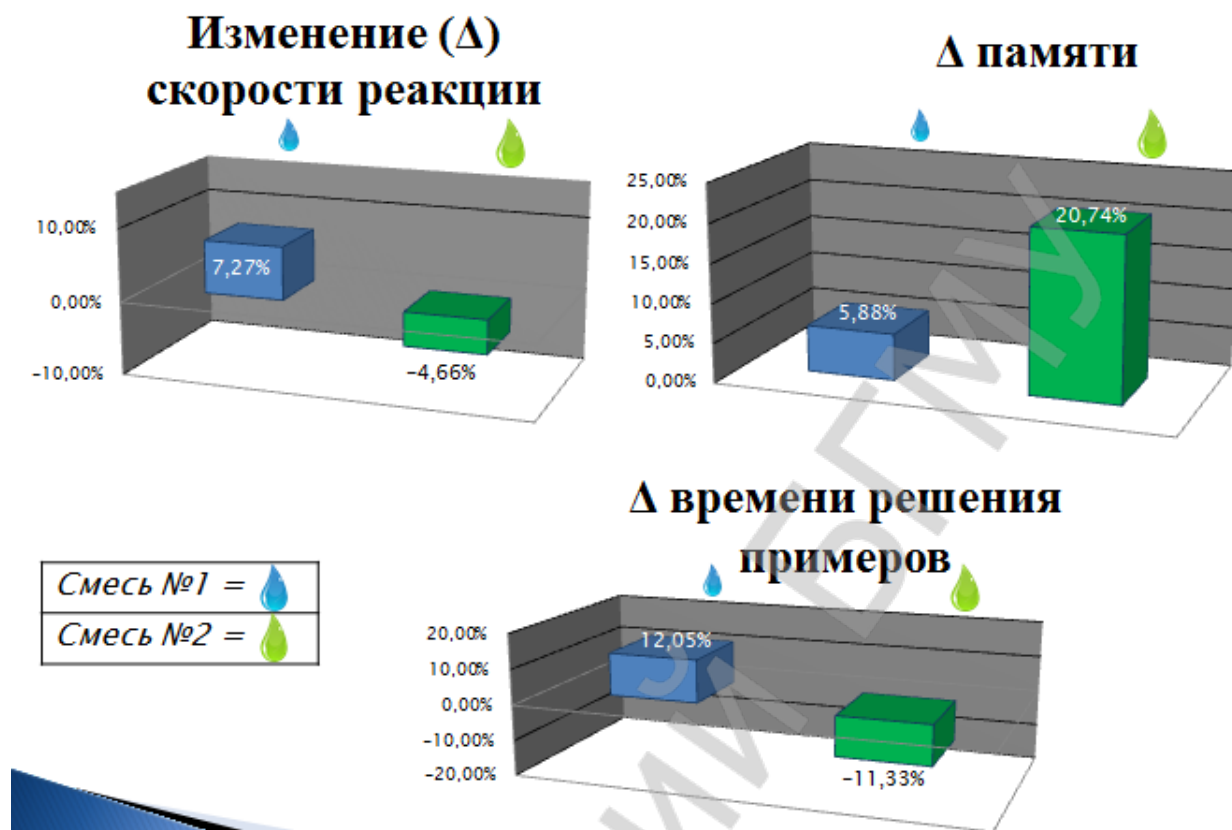 Изменение (Δ)
скорости реакции
10,00%
0,00%
-10,00%
7,27%
-4,66%
Δ памяти
25,00%
20,00%
15,00%
10,00%
5,00%
0,00%
5,88%
20,74%
Смесь №1 =
Смесь №2 =
Δ времени решения
примеров
20,00%
10,00%
0,00%
-10,00%
-20,00%
12,05%
-11,33%
БГМУ